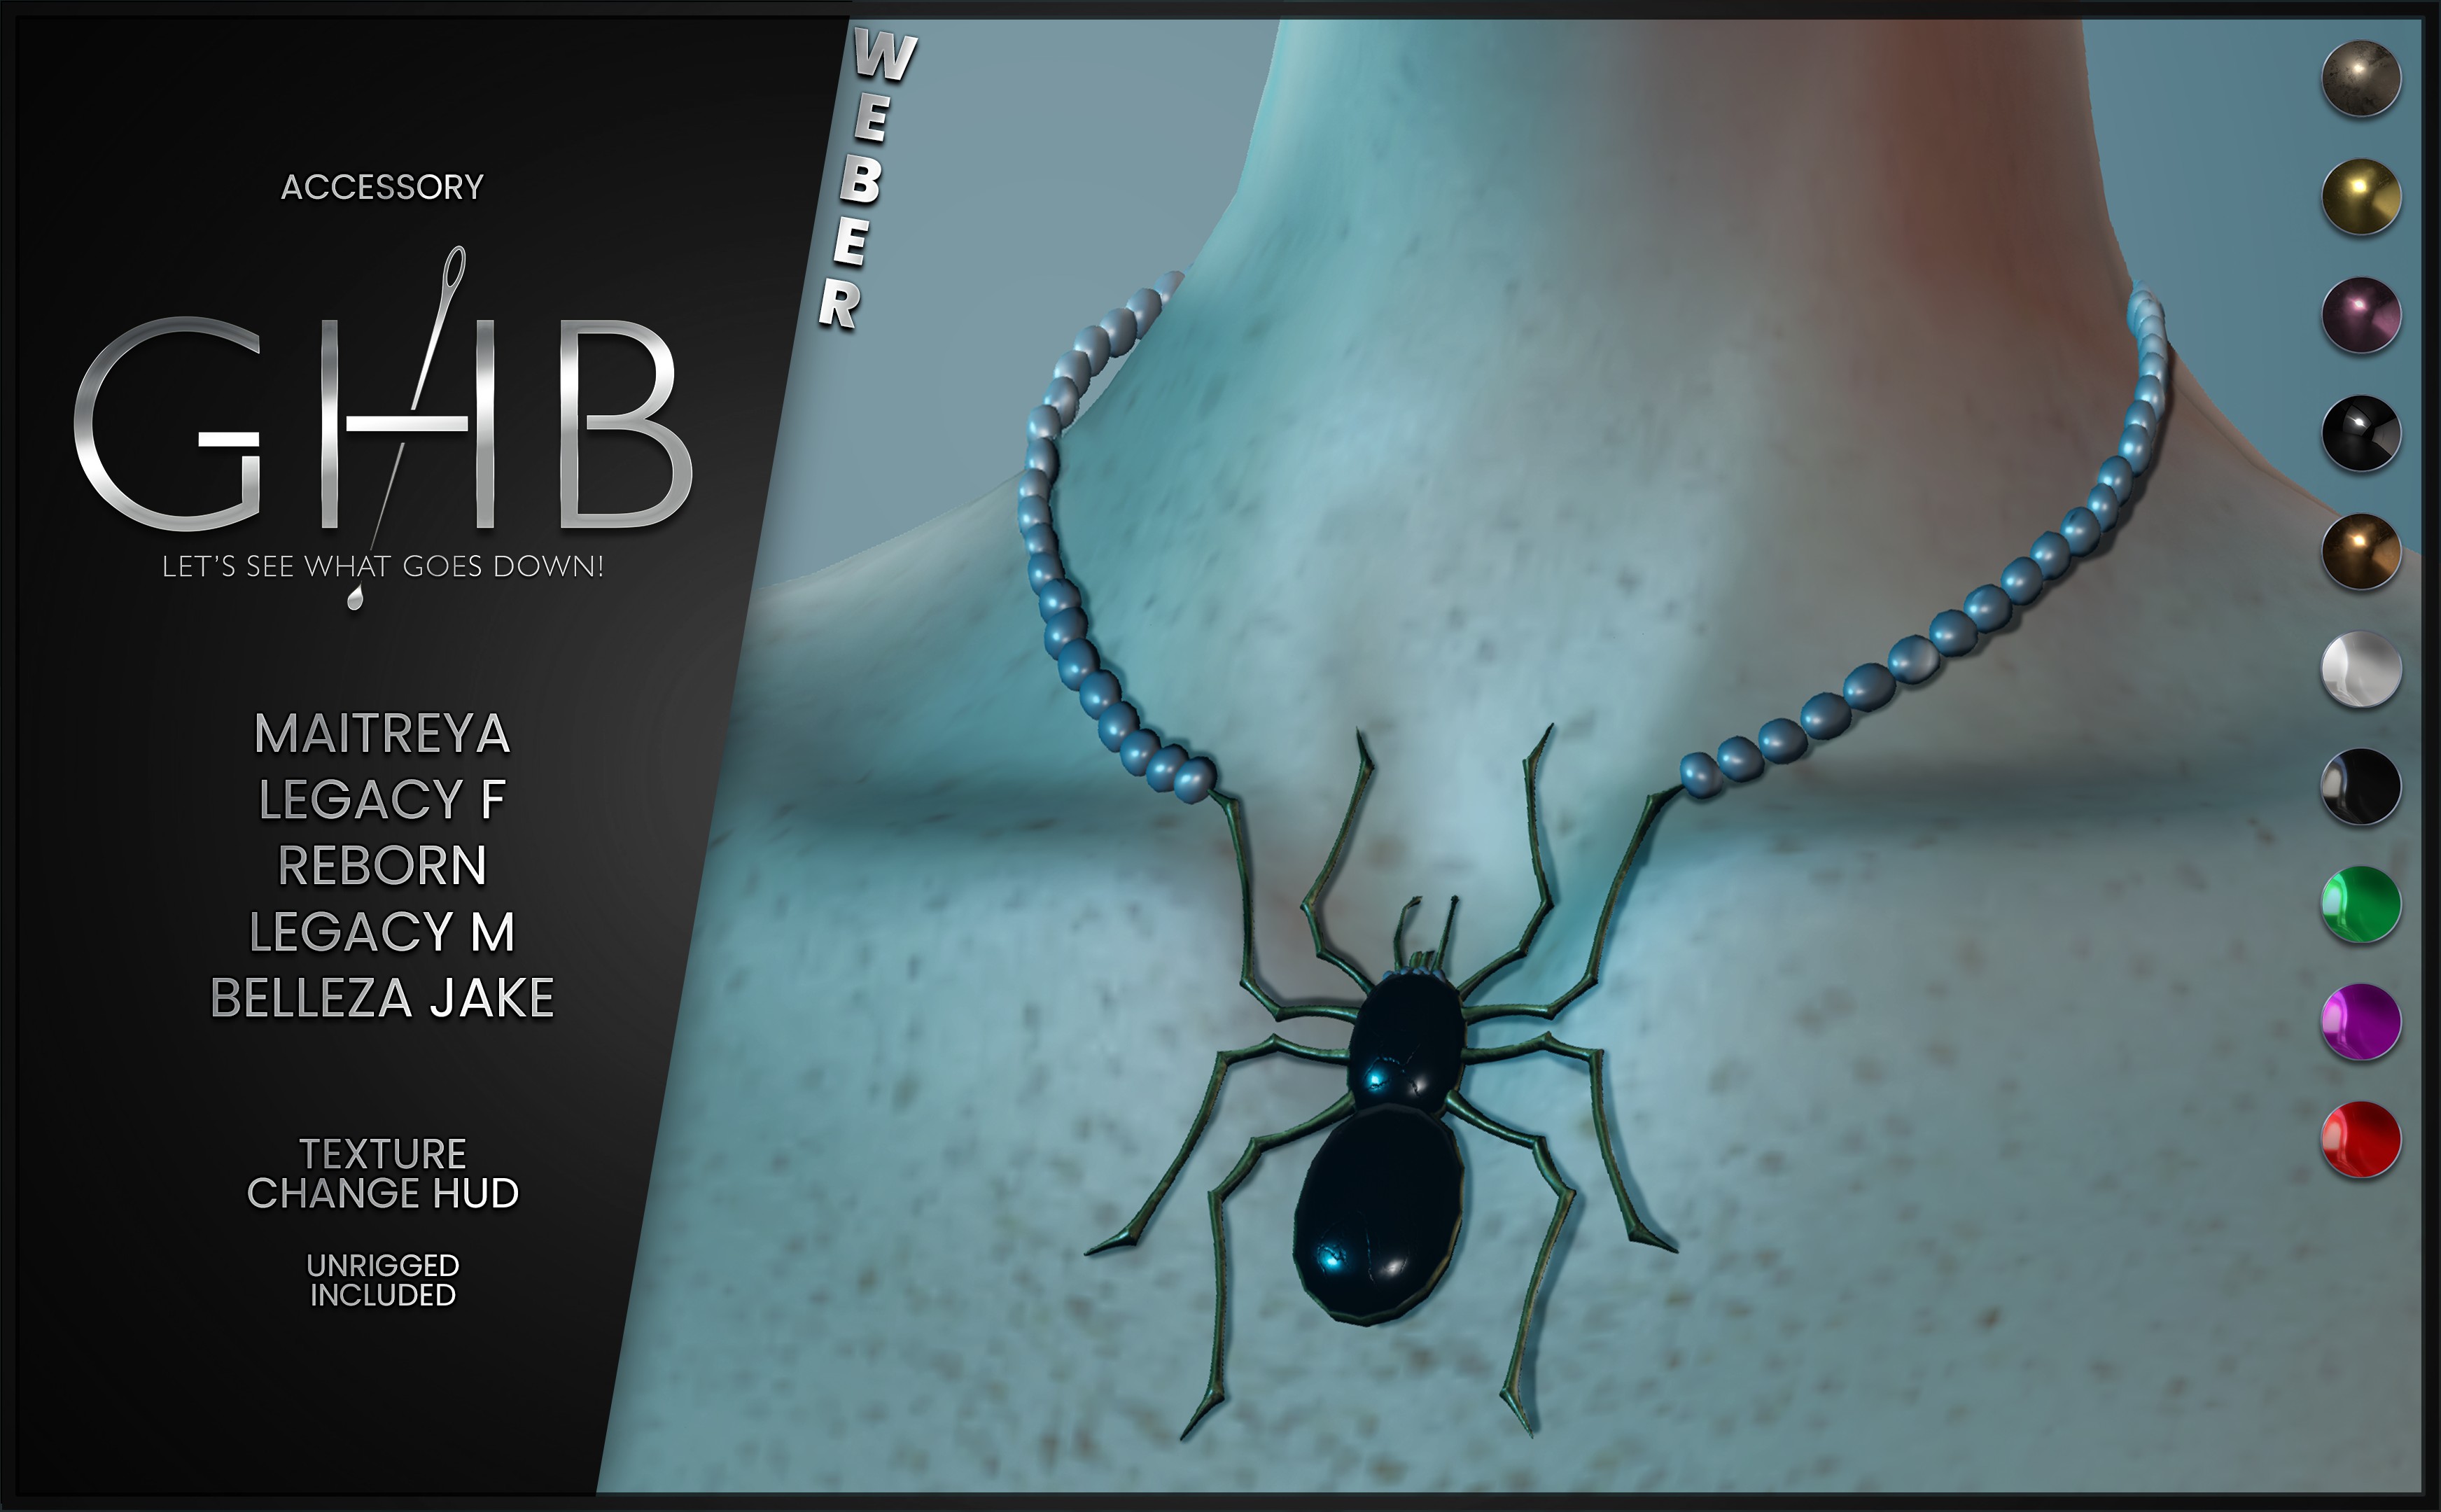 ACCESSORY
GHB
LET'S SEE WHAT GOES DOWN!
MAITREYA
LEGACY F
REBORN
LEGACY M
BELLEZA JAKE
TEXTURE
CHANGE HUD
UNRIGGED
INCLUDED
WEBER